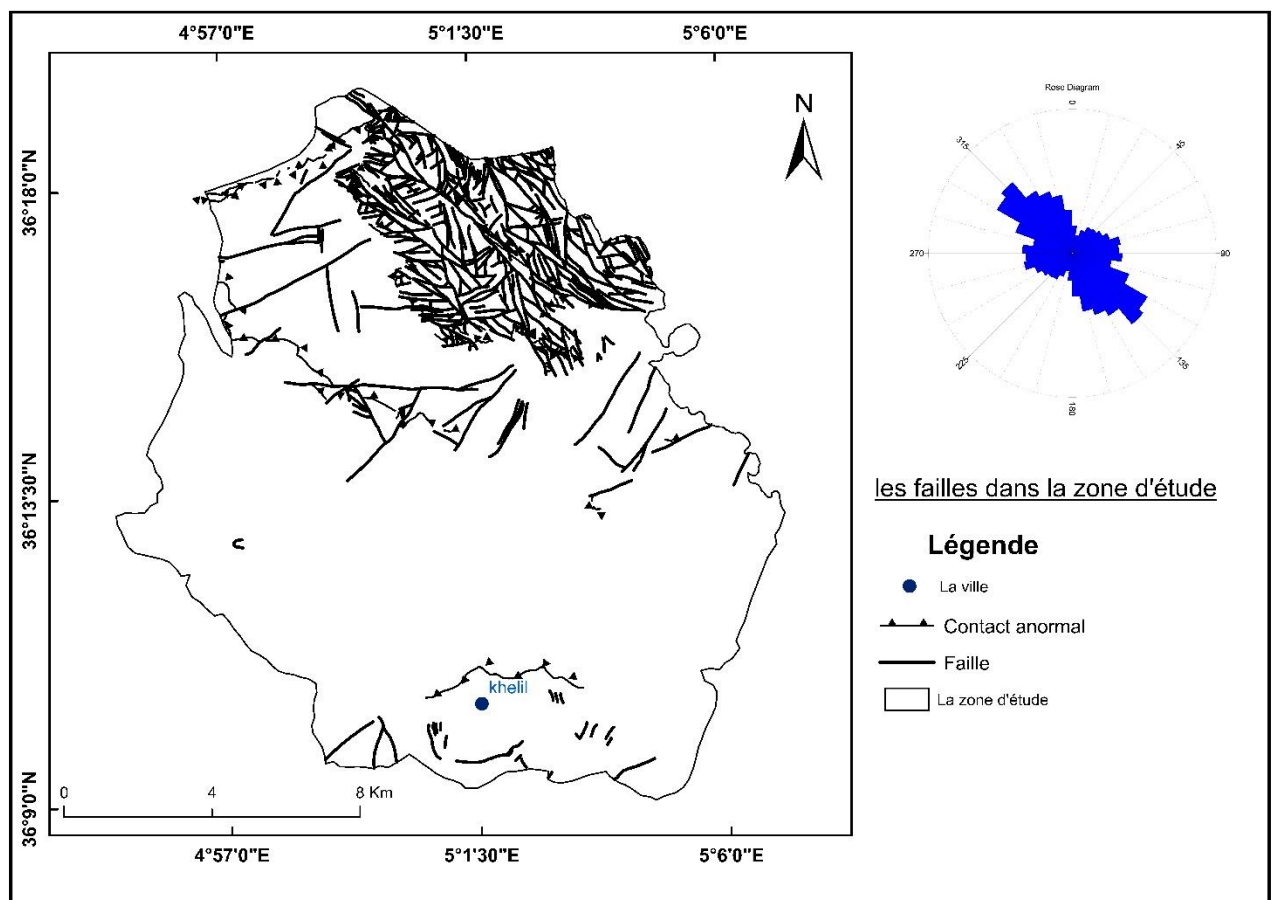 4°57'0"E
5°1'30"E
5°6'0"E
36°18'0"N
36°13'30"N
36°9'0"N
N
khelil
0
4
8 Km
4°57'0"E
5°1'30"E
5°6'0"E
Rose Diagram
0
45
90
135
180
225
270
315
les failles dans la zone d'étude
Légende
La ville
Contact anormal
Faille
La zone d'étude